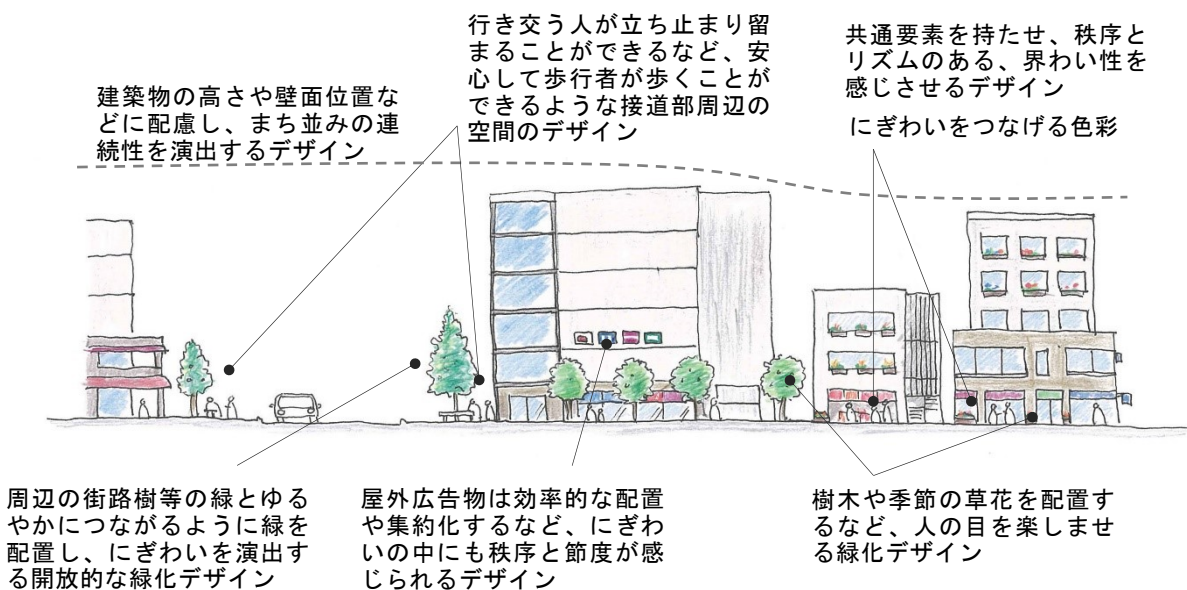 建築物の高さや壁面位置な
どに配慮し、まち並みの連
続性を演出するデザイン
行き交う人が立ち止まり留
まることができるなど、安
心して歩行者が歩くことが
できるような接道部周辺の
空間のデザイン
共通要素を持たせ、秩序と
リズムのある、界わい性を
感じさせるデザイン
にぎわいをつなげる色彩
周辺の街路樹等の緑とゆる
やかにつながるように緑を
配置し、にぎわいを演出す
る開放的な緑化デザイン
屋外広告物は効率的な配置
や集約化するなど、にぎわ
いの中にも秩序と節度が感
じられるデザイン
樹木や季節の草花を配置す
るなど、人の目を楽しませ
る緑化デザイン